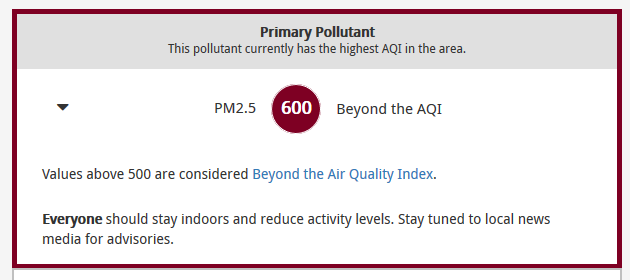 Primary Pollutant
This pollutant currently has the highest AQI in the area.
PM2.5 600 Beyond the AQI
Values above 500 are considered Beyond the Air Quality Index.
Everyone should stay indoors and reduce activity levels. Stay tuned to local news
media for advisories.